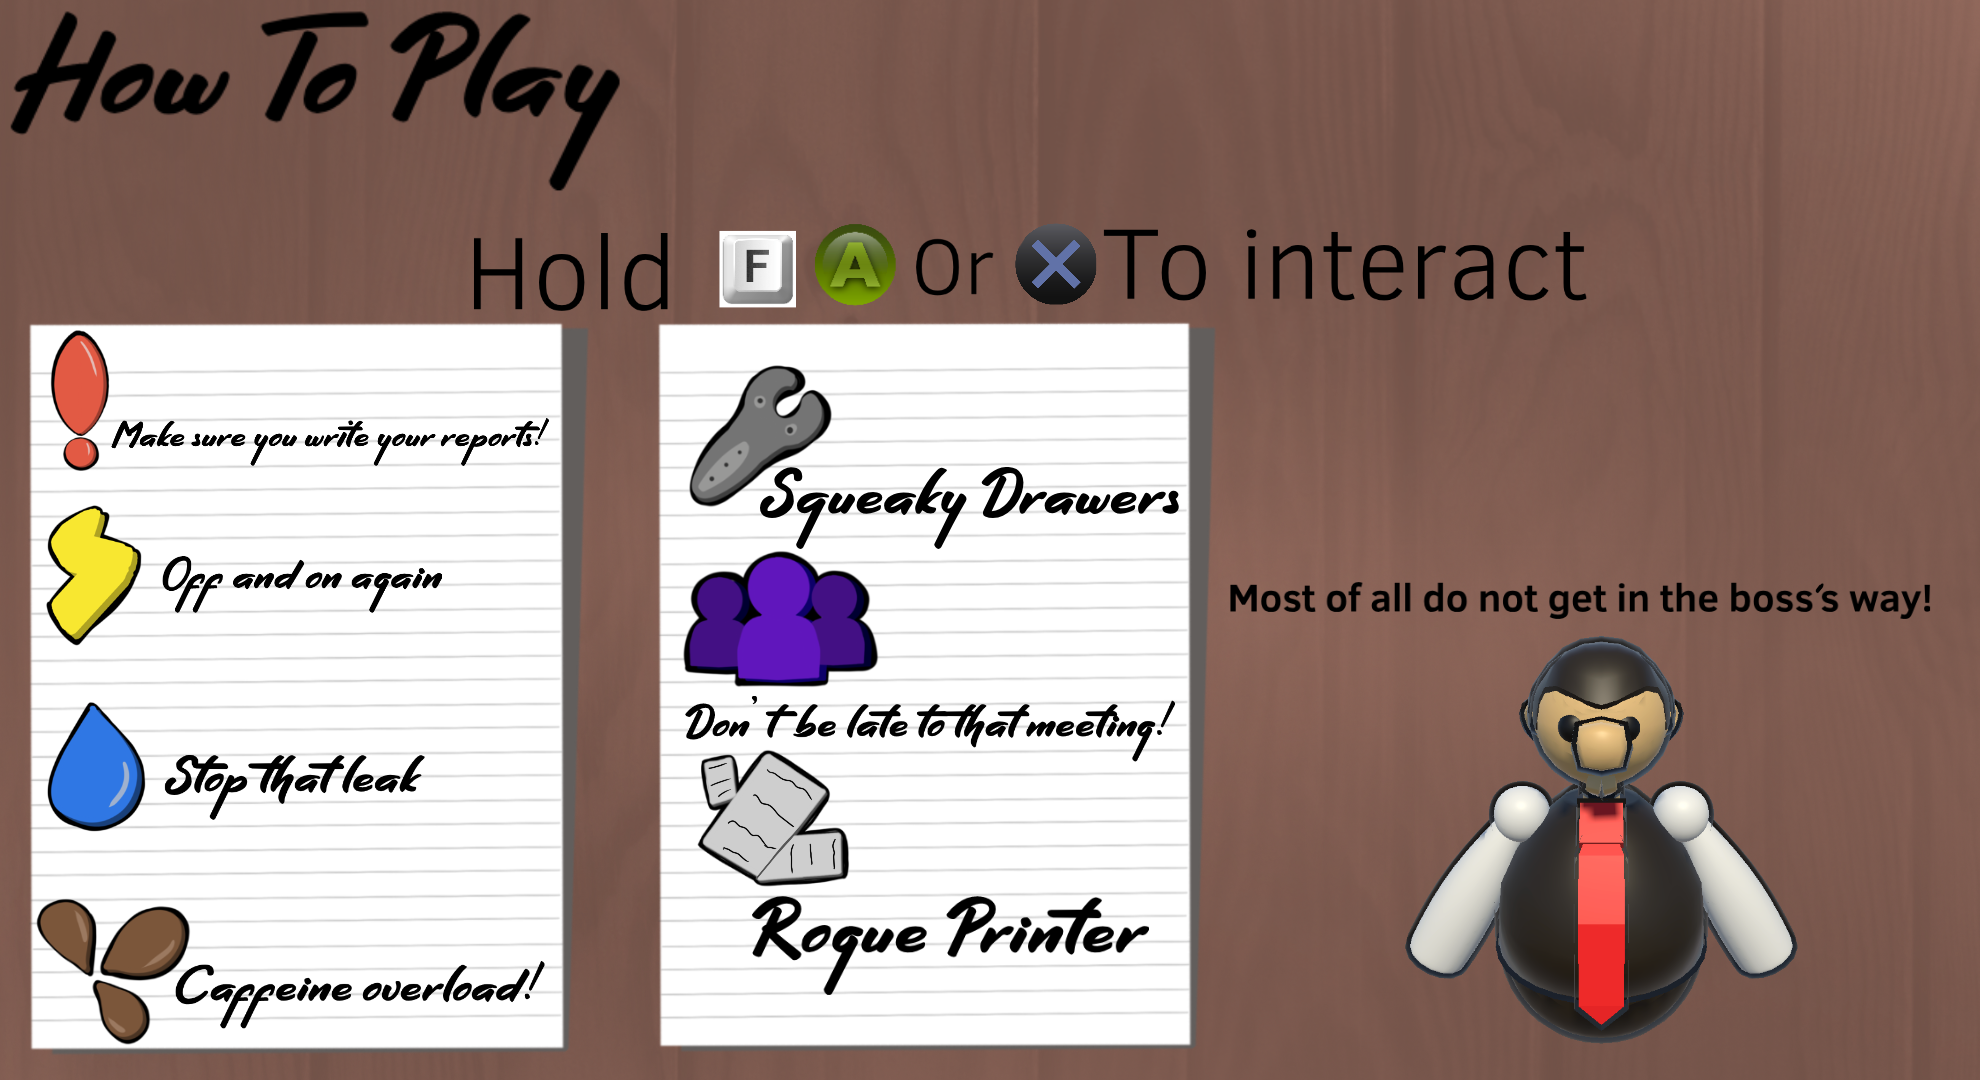 How To Play
Hold F A Or X To interact
Make sure you write your reports!
Off and on again
Stop that leak
Caffeine overload!
Squeaky Drawers
Don't be late to that meeting!
Rogue Printer
Most of all do not get in the boss's way!